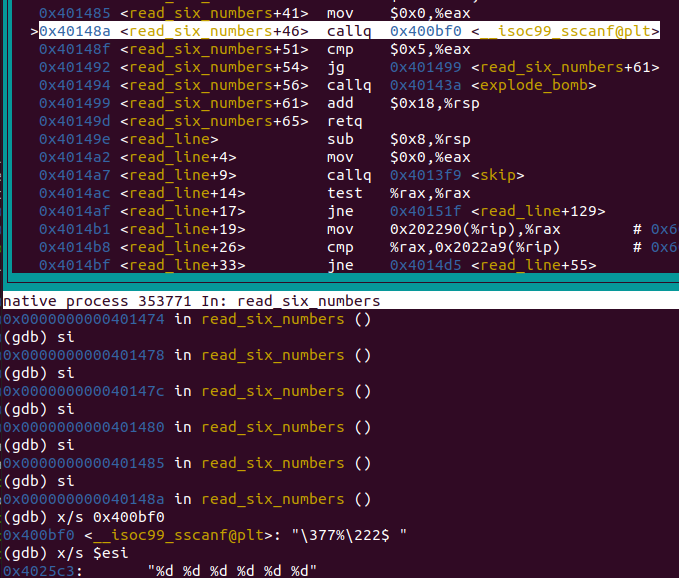 0x401485 <read_six_numbers+41> mov $0x0,%eax
>0x40148a <read_six_numbers+46> callq 0x400bf0 <__isoc99_sscanf@plt>
0x40148f <read_six_numbers+51> cmp $0x5,%eax
0x401492 <read_six_numbers+54> jg 0x401499 <read_six_numbers+61>
0x401494 <read_six_numbers+56> callq 0x40143a <explode_bomb>
0x401499 <read_six_numbers+61> add $0x18,%rsp
0x40149d <read_six_numbers+65> retq
0x40149e <read_line> sub $0x8,%rsp
0x4014a2 <read_line+4> mov $0x0,%eax
0x4014a7 <read_line+9> callq 0x4013f9 <skip>
0x4014ac <read_line+14> test %rax,%rax
0x4014af <read_line+17> jne 0x40151f <read_line+129>
0x4014b1 <read_line+19> mov 0x202290(%rip),%rax # 0x6
0x4014b8 <read_line+26> cmp %rax,0x2022a9(%rip) # 0x6
0x4014bf <read_line+33> jne 0x4014d5 <read_line+55>
native process 353771 In: read_six_numbers
0x0000000000401474 in read_six_numbers ()
(gdb) si
0x0000000000401478 in read_six_numbers ()
(gdb) si
0x000000000040147c in read_six_numbers ()
(gdb) si
0x0000000000401480 in read_six_numbers ()
(gdb) si
0x0000000000401485 in read_six_numbers ()
(gdb) si
0x000000000040148a in read_six_numbers ()
(gdb) x/s 0x400bf0
0x400bf0 <__isoc99_sscanf@plt>: "\377%\222$ "
(gdb) x/s $esi
0x4025c3: "%d %d %d %d %d %d"